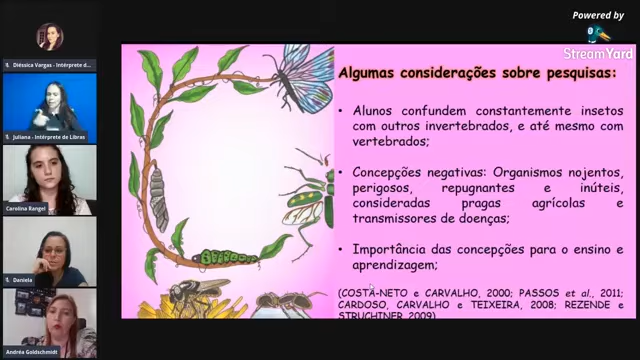 Powered by
StreamYard
Diéssica Vargas - Intérprete d...
Juliana - Intérprete de Libras
Carolina Rangel
Daniela
Andréa Goldschmidt
Algumas considerações sobre pesquisas:
• Alunos confundem constantemente insetos
com outros invertebrados, e até mesmo com
vertebrados;
• Concepções negativas: Organismos nojentos,
perigosos, repugnantes e inúteis,
consideradas pragas agrícolas e
transmissores de doenças;
• Importância das concepções para o ensino e
aprendizagem;
(COSTA-NETO e CARVALHO, 2000; PASSOS et al., 2011;
CARDOSO, CARVALHO e TEIXEIRA, 2008; REZENDE e
STRUCHINER, 2009)